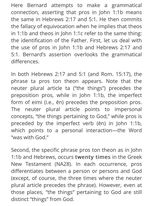 Here Bernard attempts to make a grammatical
connection, asserting that pros in John 1:1b means
the same in Hebrews 2:17 and 5:1. He then commits
the fallacy of equivocation when he implies that theos
in 1:1b and theos in John 1:1c refer to the same thing:
the identification of the Father. First, let us deal with
the use of pros in John 1:1b and Hebrews 2:17 and
5:1. Bernard's assertion overlooks the grammatical
differences.
In both Hebrews 2:17 and 5:1 (and Rom. 15:17), the
phrase ta pros ton theon appears. Note that the
neuter plural article ta ("the things") precedes the
preposition pros, while in John 1:1b, the imperfect
form of eimi (i.e., ēn) precedes the preposition pros.
The neuter plural article points to impersonal
concepts, "the things pertaining to God," while pros is
preceded by the imperfect verb (ēn) in John 1:1b,
which points to a personal interaction—the Word
"was with God."
Second, the specific phrase pros ton theon as in John
1:1b and Hebrews, occurs twenty times in the Greek
New Testament (NA28). In each occurrence, pros
differentiates between a person or persons and God
(except, of course, the three times where the neuter
plural article precedes the phrase). However, even at
those places, "the things" pertaining to God are still
distinct "things" from God.